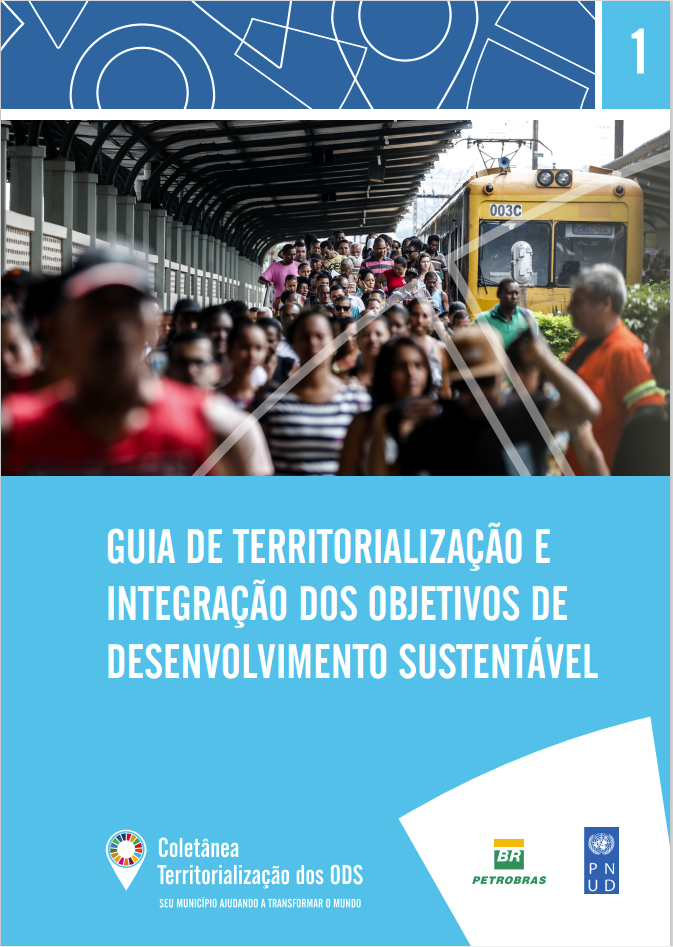 1
003C
GUIA DE TERRITORIALIZAÇÃO E
INTEGRAÇÃO DOS OBJETIVOS DE
DESENVOLVIMENTO SUSTENTÁVEL
Coletânea
Territorialização dos ODS
SEU MUNICÍPIO AJUDANDO A TRANSFORMAR O MUNDO
BR
PETROBRAS
P N
U D